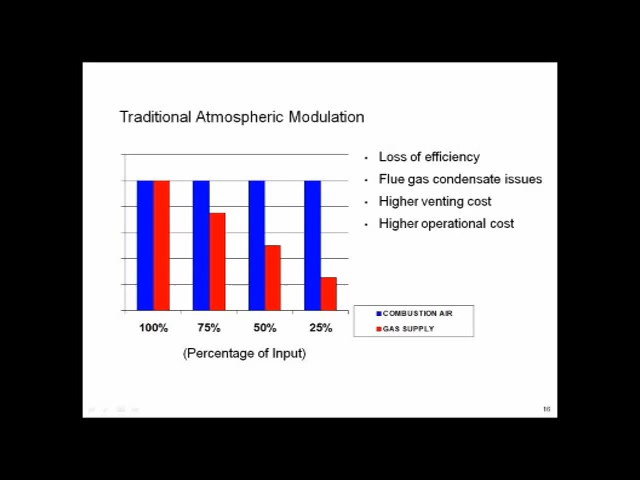 Traditional Atmospheric Modulation
• Loss of efficiency
• Flue gas condensate issues
• Higher venting cost
• Higher operational cost
COMBUSTION AIR
GAS SUPPLY
100% 75% 50% 25%
(Percentage of Input)
16